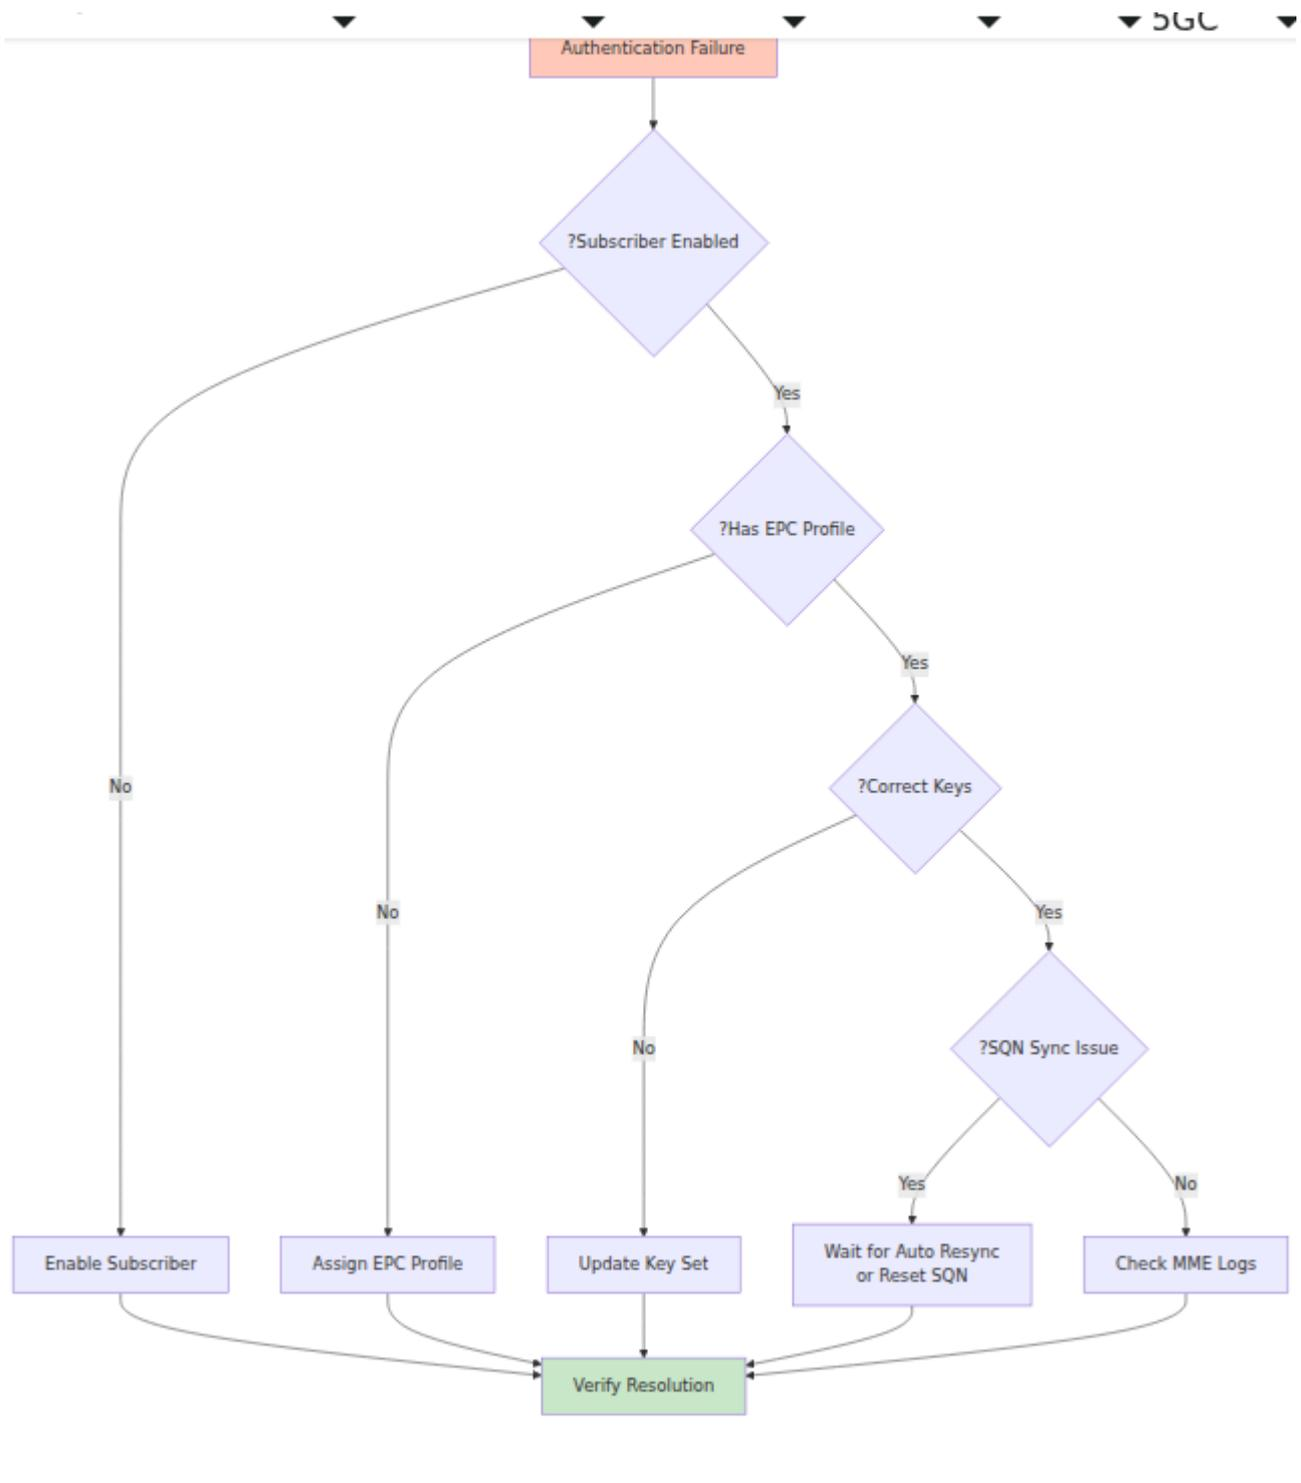 5GC
Authentication Failure
?Subscriber Enabled
Yes
?Has EPC Profile
Yes
?Correct Keys
No
No
Yes
?SQN Sync Issue
No
Yes
No
Enable Subscriber
Assign EPC Profile
Update Key Set
Wait for Auto Resync
or Reset SQN
Check MME Logs
Verify Resolution